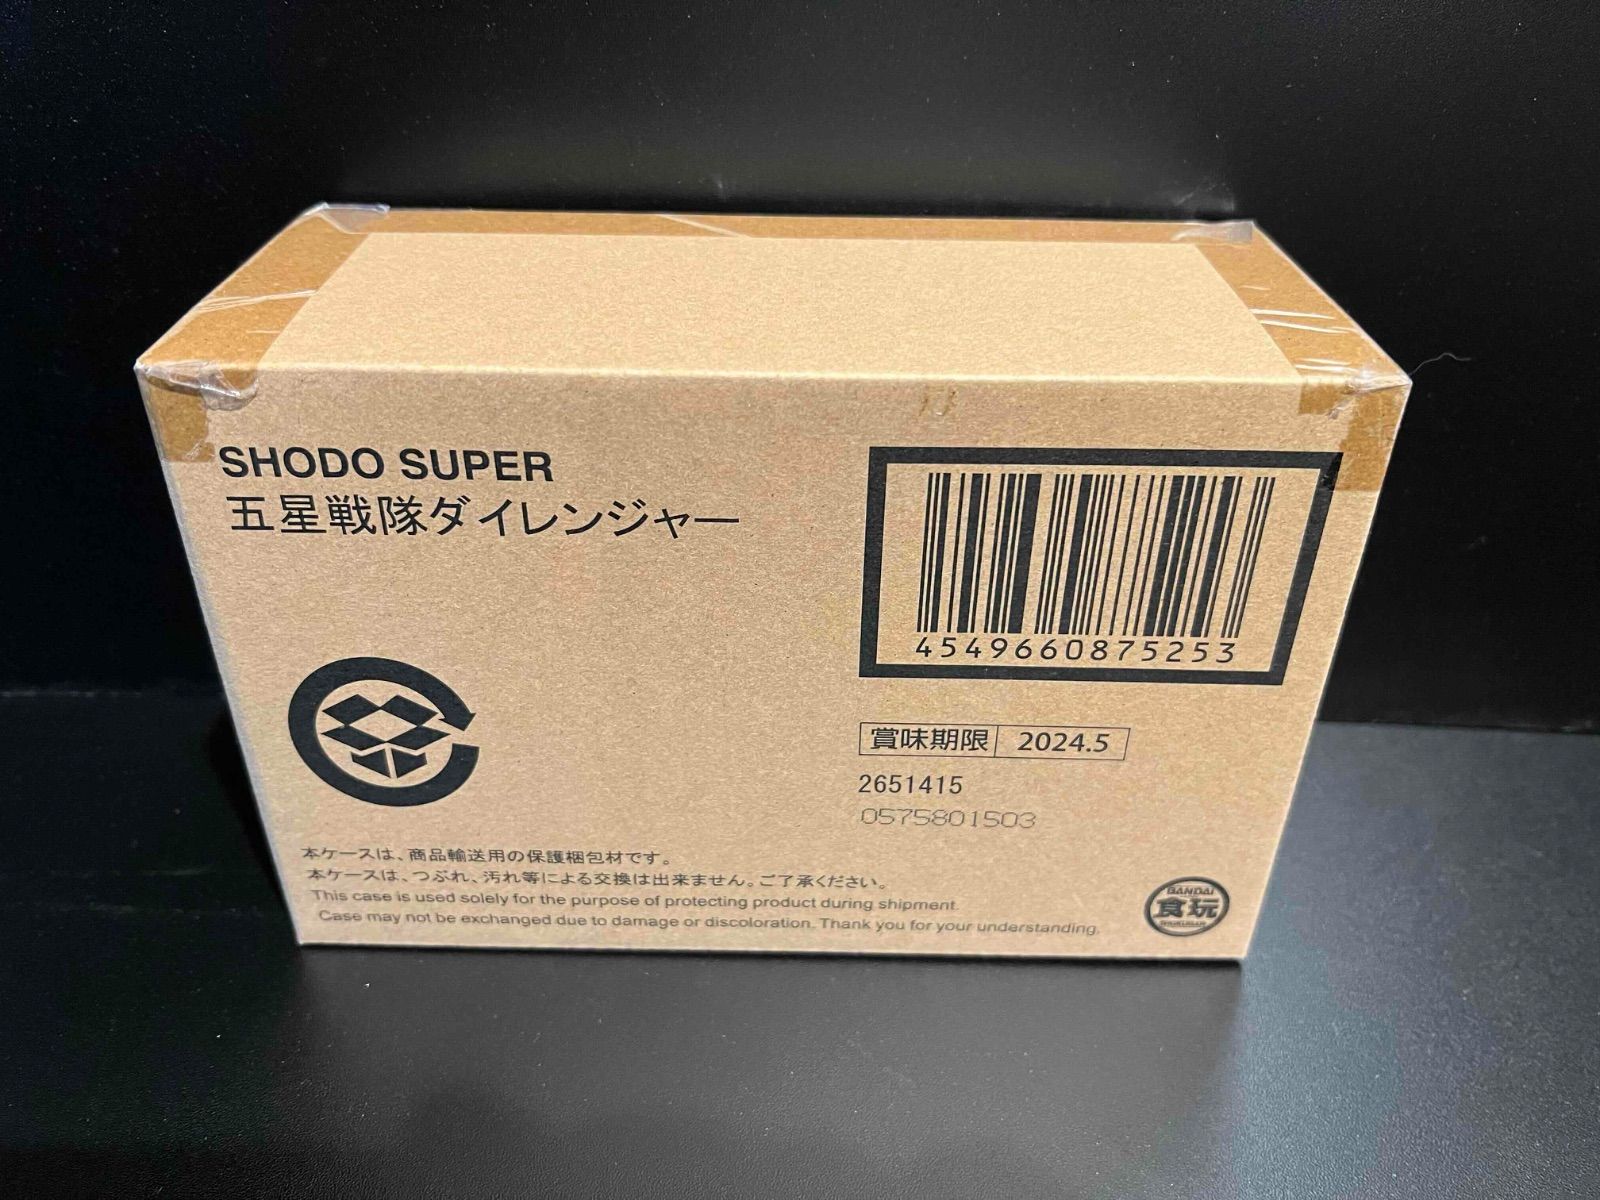 SHODO SUPER
五星戦隊ダイレンジャー
4549660875253
賞味期限 2024.5
2651415
0575801503
本ケースは、商品輸送用の保護梱包材です。
本ケースは、つぶれ、汚れ等による交換は出来ません。ご了承ください。
This case is used solely for the purpose of protecting product during shipment.
Case may not be exchanged due to damage or discoloration. Thank you for your understanding.
BANDAI
食玩